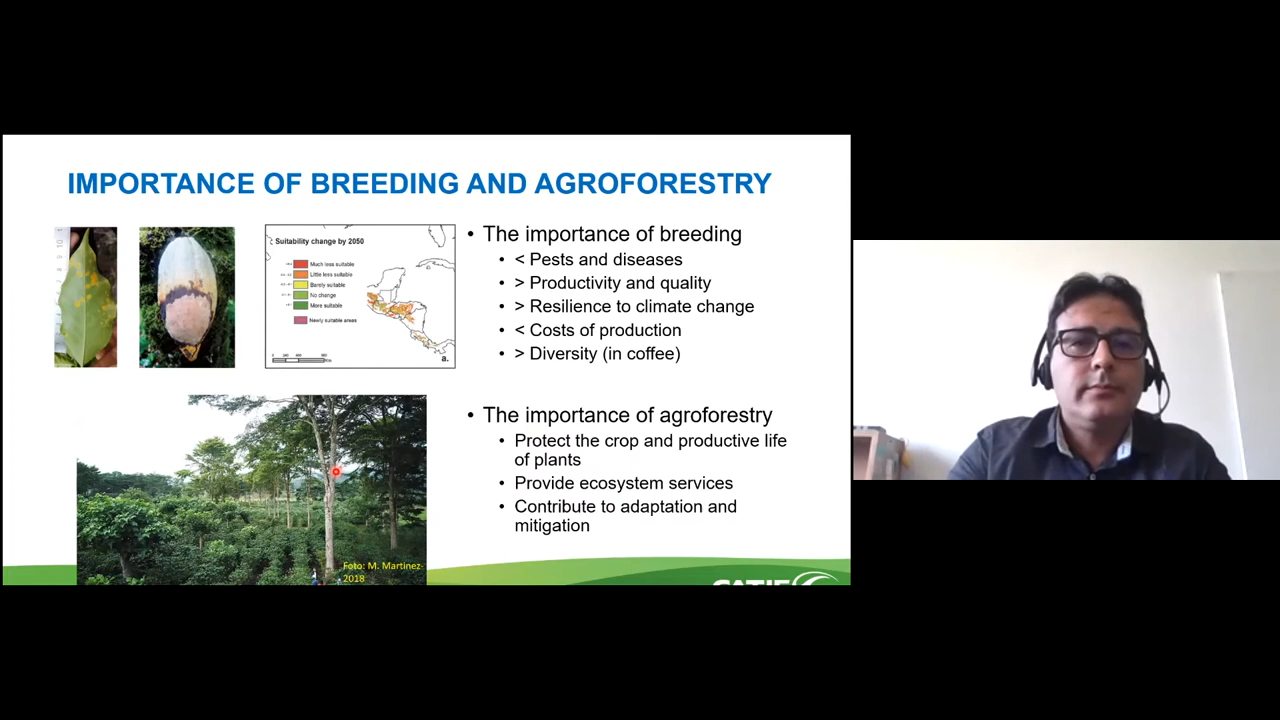 IMPORTANCE OF BREEDING AND AGROFORESTRY
Suitability change by 2050
Much less suitable
Little less suitable
Barely suitable
No change
More suitable
Newly suitable areas
a.
• The importance of breeding
• < Pests and diseases
• > Productivity and quality
• > Resilience to climate change
• < Costs of production
• > Diversity (in coffee)
• The importance of agroforestry
• Protect the crop and productive life
of plants
• Provide ecosystem services
• Contribute to adaptation and
mitigation
Foto: M. Martinez-
2018
CATIE